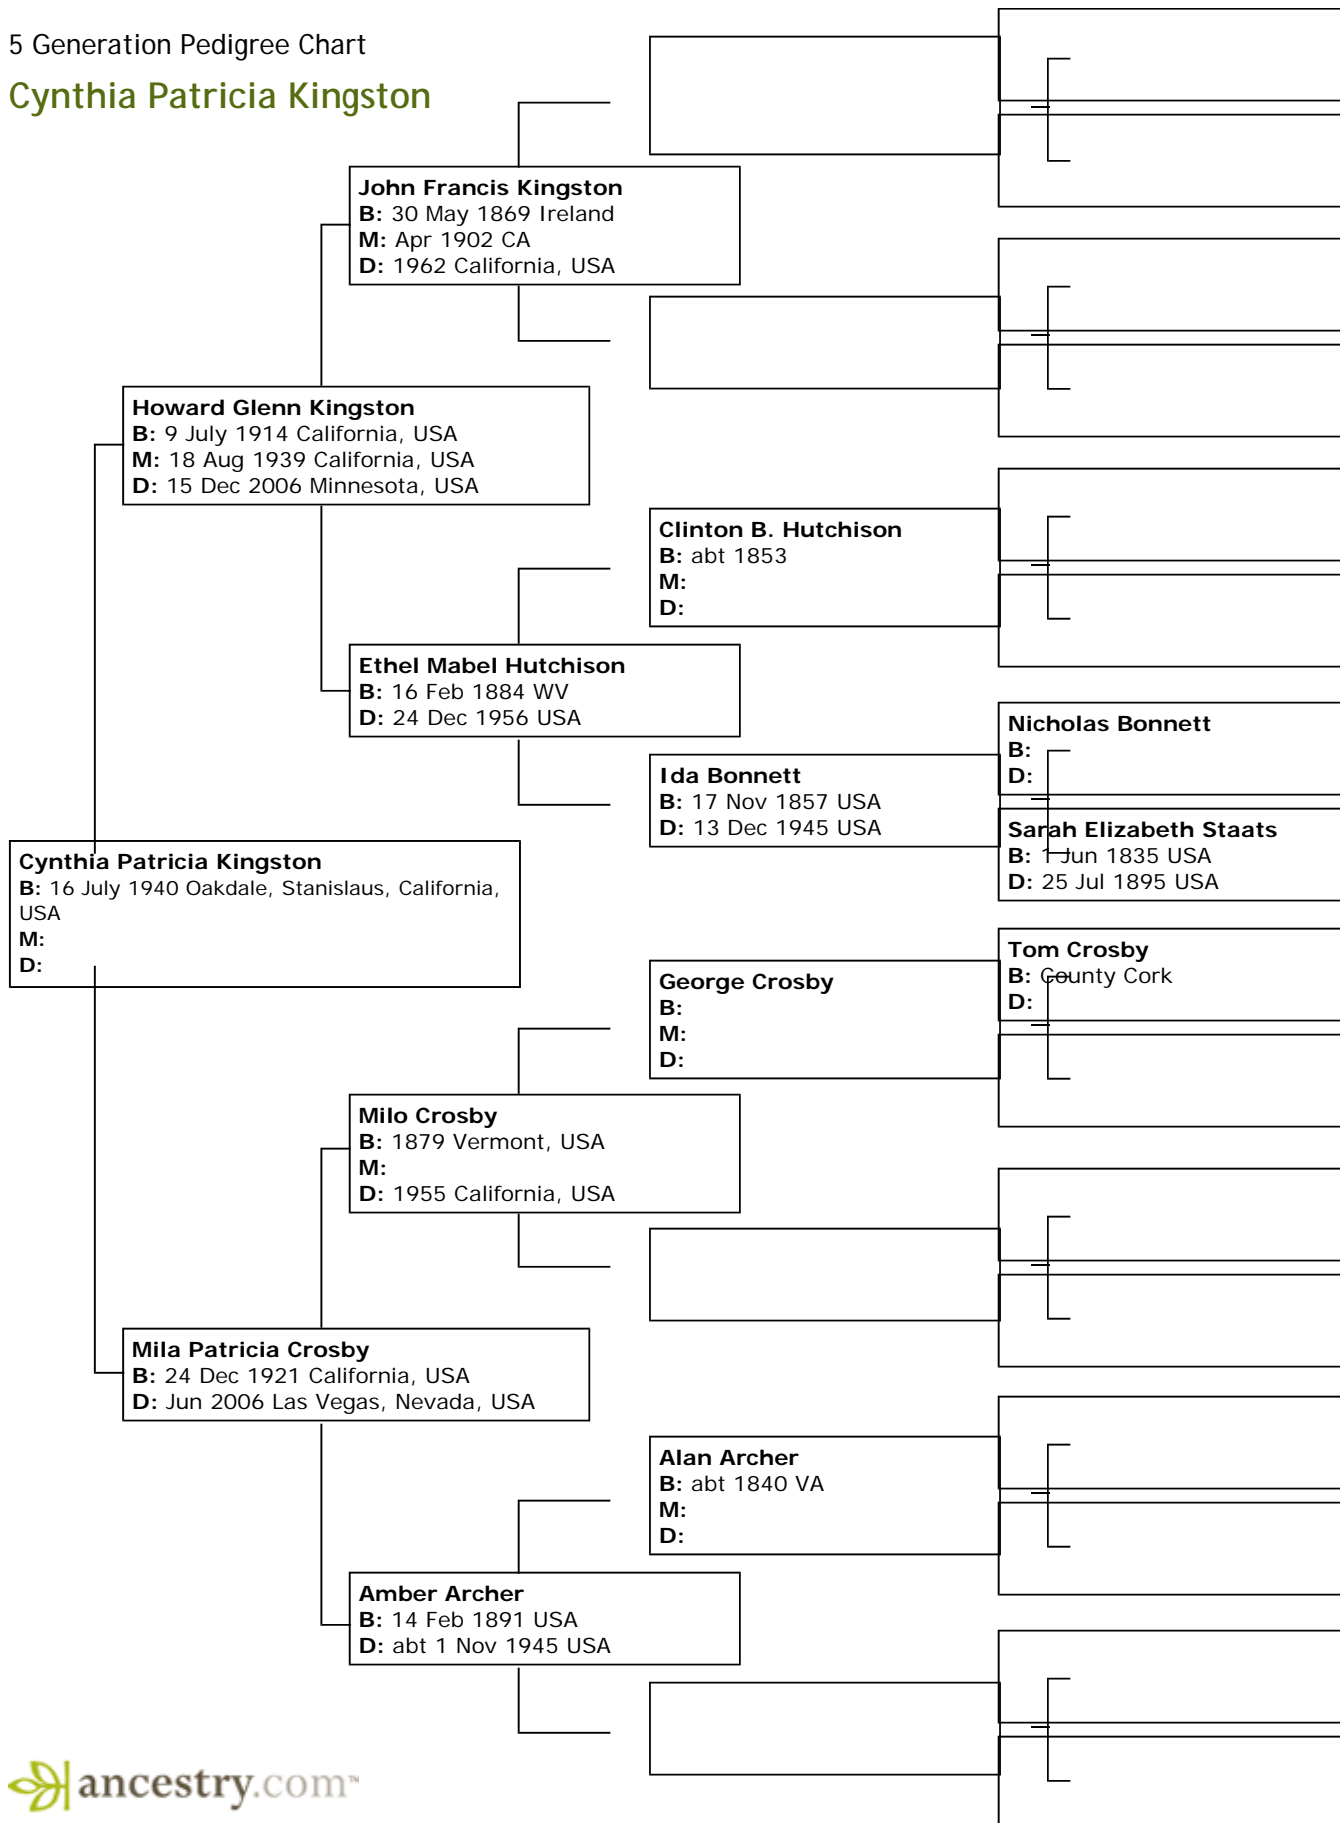 5 Generation Pedigree Chart
Cynthia Patricia Kingston
John Francis Kingston
B: 30 May 1869 Ireland
M: Apr 1902 CA
D: 1962 California, USA
Howard Glenn Kingston
B: 9 July 1914 California, USA
M: 18 Aug 1939 California, USA
D: 15 Dec 2006 Minnesota, USA
Clinton B. Hutchison
B: abt 1853
M:
D:
Ethel Mabel Hutchison
B: 16 Feb 1884 WV
D: 24 Dec 1956 USA
Nicholas Bonnett
B:
D:
Ida Bonnett
B: 17 Nov 1857 USA
D: 13 Dec 1945 USA
Sarah Elizabeth Staats
B: 1 Jun 1835 USA
D: 25 Jul 1895 USA
Cynthia Patricia Kingston
B: 16 July 1940 Oakdale, Stanislaus, California,
USA
M:
D:
Tom Crosby
B: County Cork
D:
George Crosby
B:
M:
D:
Milo Crosby
B: 1879 Vermont, USA
M:
D: 1955 California, USA
Mila Patricia Crosby
B: 24 Dec 1921 California, USA
D: Jun 2006 Las Vegas, Nevada, USA
Alan Archer
B: abt 1840 VA
M:
D:
Amber Archer
B: 14 Feb 1891 USA
D: abt 1 Nov 1945 USA
ancestry.com™